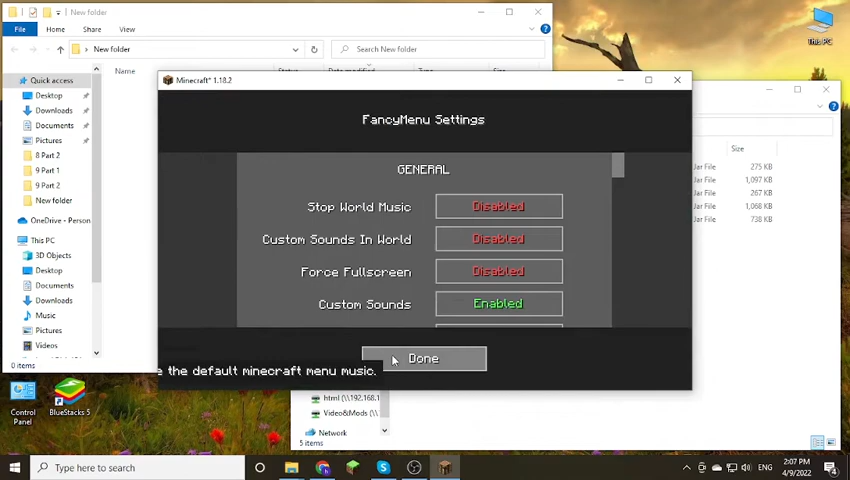 New folder
File
Home
Share
View
New folder
Search New folder
Name
Status
Quick access
Desktop
Downloads
Documents
Pictures
8 Part 2
9 Part 1
9 Part 2
New folder
OneDrive - Person
This PC
3D Objects
Desktop
Documents
Downloads
Music
Pictures
Videos
0 items
Minecraft* 1.18.2
FancyMenu Settings
GENERAL
Stop World Music
Disabled
Custom Sounds In World
Disabled
Force Fullscreen
Disabled
Custom Sounds
Enabled
Done
e the default minecraft menu music.
Size
Jar File
275 KB
Jar File
1,097 KB
Jar File
267 KB
Jar File
1,068 KB
Jar File
738 KB
html (\\192.168.1
Video&Mods (\\
Network
5 items
This PC
Control
Panel
BlueStacks 5
Type here to search
ENG
2:07 PM
4/9/2022
4